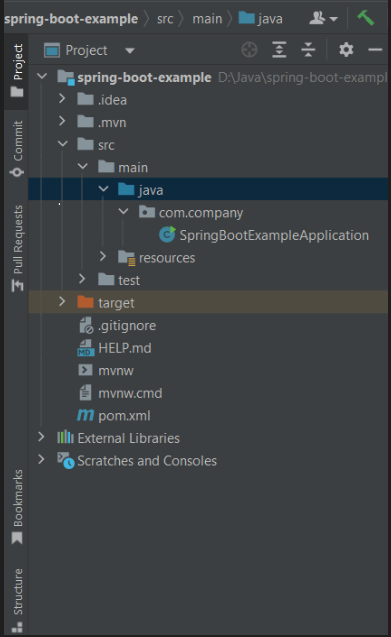 spring-boot-example 〉 src 〉 main 〉 java
Project
spring-boot-example D:\Java\spring-boot-exampl
.idea
.mvn
src
main
java
com.company
SpringBootExampleApplication
resources
test
target
.gitignore
HELP.md
mvnw
mvnw.cmd
pom.xml
External Libraries
Scratches and Consoles
Project
Commit
Pull Requests
Bookmarks
Structure